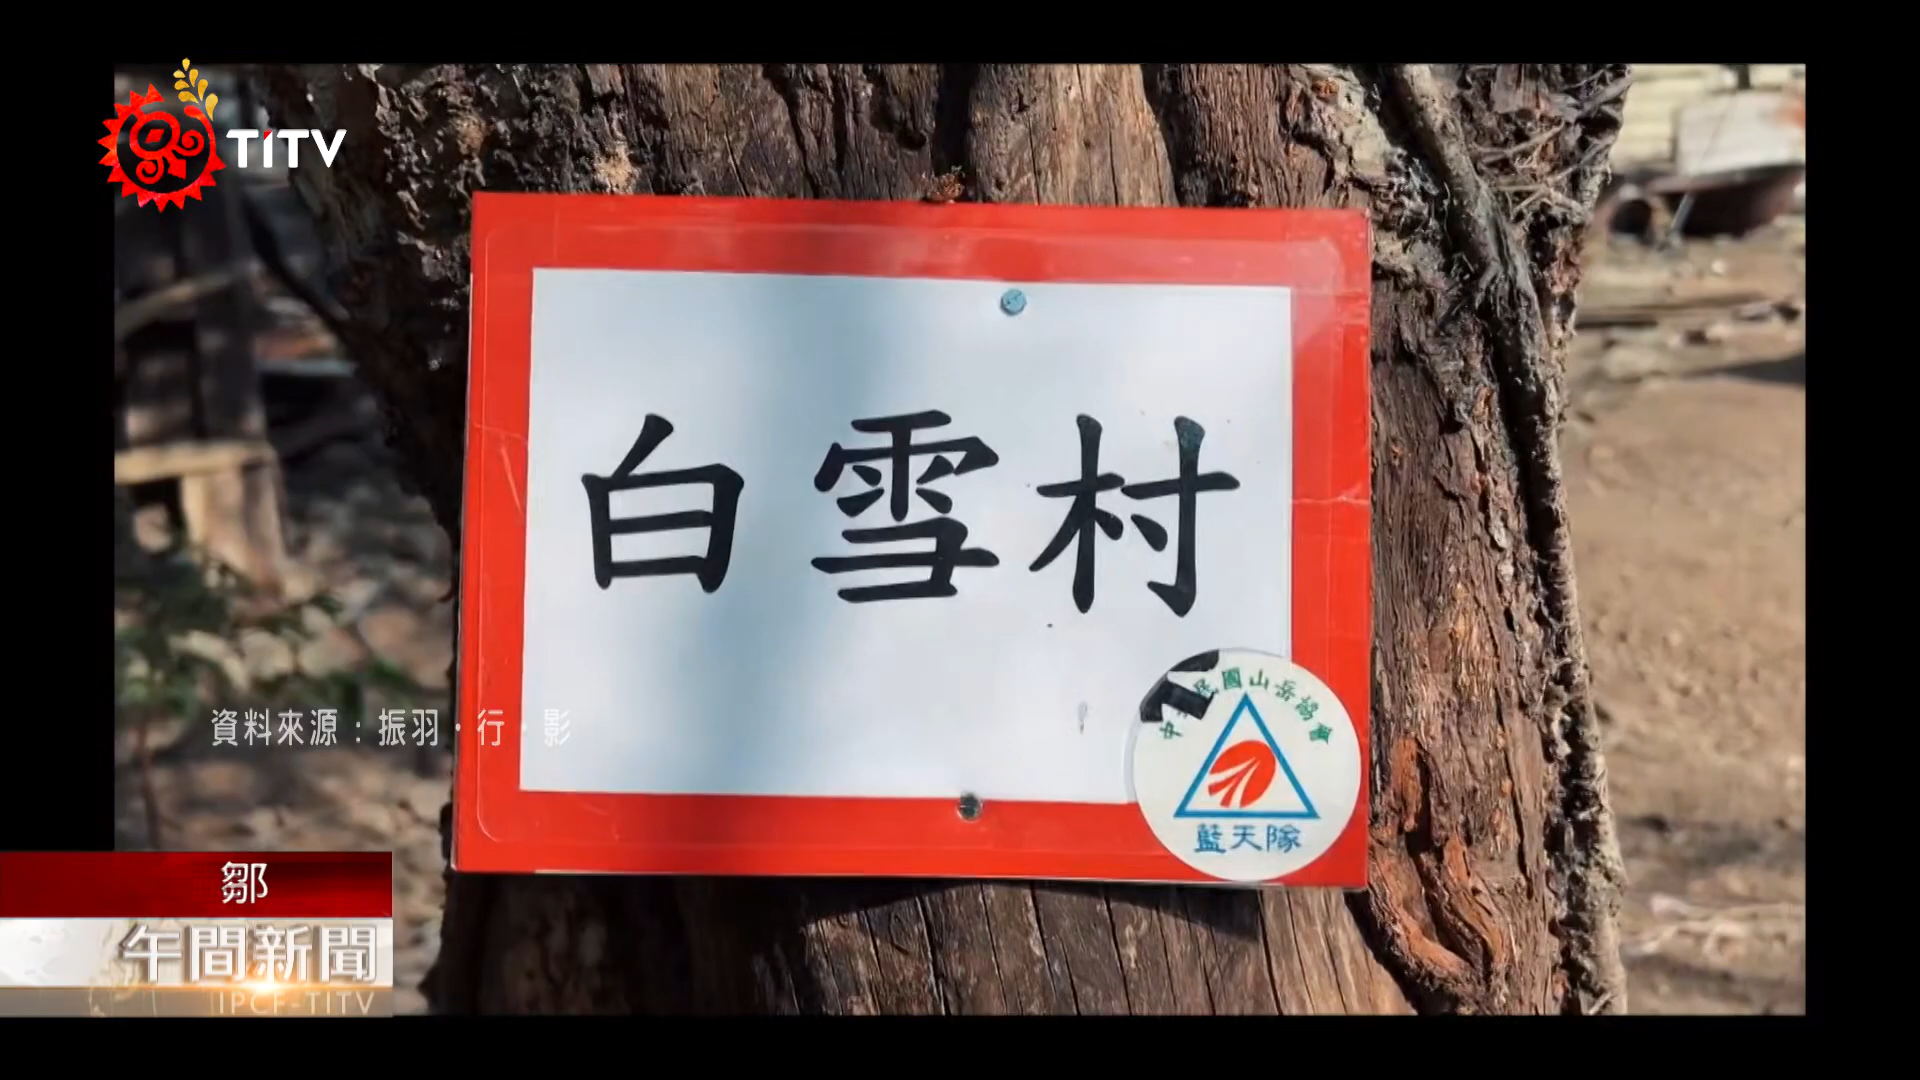 TiTV
白雪村
民國山岳協會
藍天隊
資料來源：振羽·行·影
鄒
午間新聞
IPCF-TITV